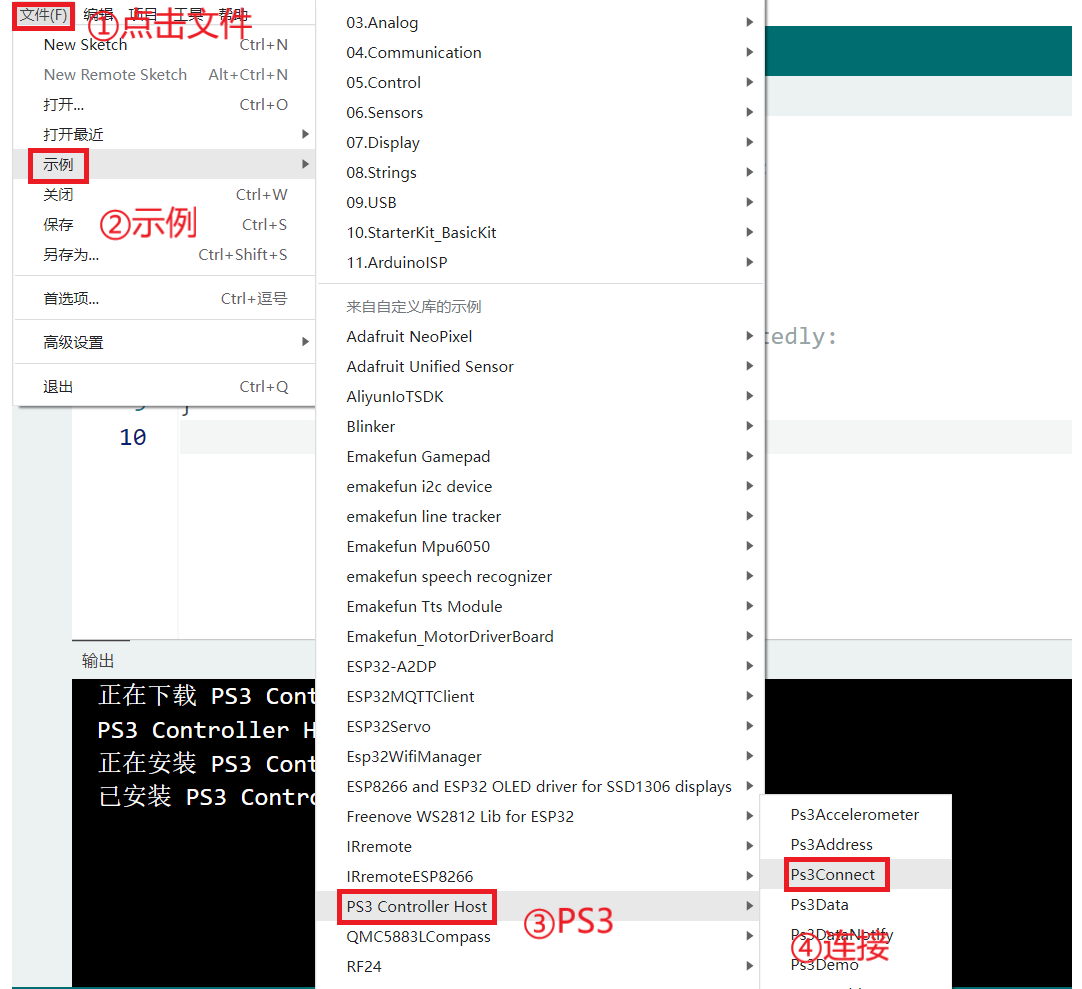 文件(F) 编辑 项目 工具 帮助
①点击文件
New Sketch Ctrl+N
New Remote Sketch Alt+Ctrl+N
打开... Ctrl+O
打开最近
示例
关闭 Ctrl+W
保存 Ctrl+S
②示例
另存为... Ctrl+Shift+S
首选项... Ctrl+逗号
高级设置
退出 Ctrl+Q
03.Analog
04.Communication
05.Control
06.Sensors
07.Display
08.Strings
09.USB
10.StarterKit_BasicKit
11.ArduinoISP
来自自定义库的示例
Adafruit NeoPixel
Adafruit Unified Sensor
AliyunIoTSDK
Blinker
Emakefun Gamepad
emakefun i2c device
emakefun line tracker
Emakefun Mpu6050
emakefun speech recognizer
Emakefun Tts Module
Emakefun_MotorDriverBoard
ESP32-A2DP
ESP32MQTTClient
ESP32Servo
Esp32WifiManager
ESP8266 and ESP32 OLED driver for SSD1306 displays
Freenove WS2812 Lib for ESP32
IRremote
IRremoteESP8266
PS3 Controller Host
③PS3
QMC5883LCompass
RF24
Ps3Accelerometer
Ps3Address
Ps3Connect
Ps3Data
Ps3DataNotify
④连接
Ps3Demo
tedly:
9 }
10
输出
正在下载 PS3 Cont
PS3 Controller H
正在安装 PS3 Cont
已安装 PS3 Contro